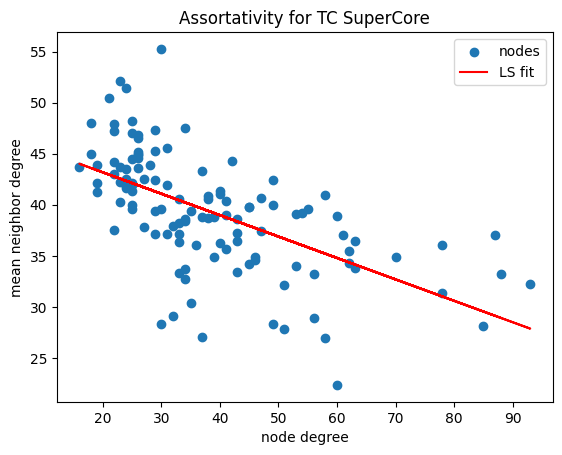 Assortativity for TC SuperCore
nodes
LS fit
mean neighbor degree
55
50
45
40
35
30
25
20 30 40 50 60 70 80 90
node degree